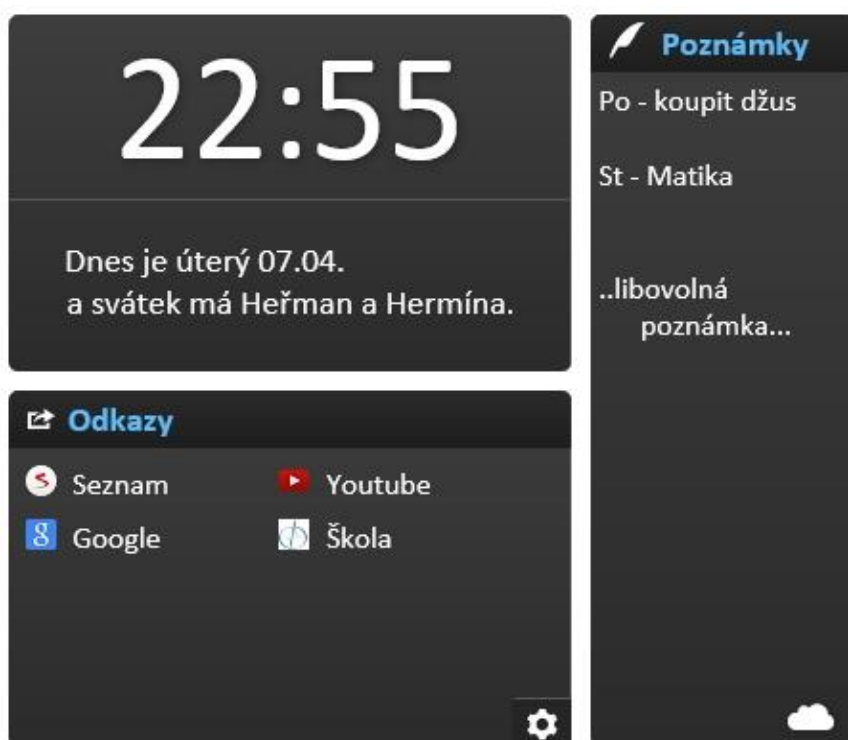 22:55
Dnes je úterý 07.04.
a svátek má Heřman a Hermína.
Odkazy
Seznam
Youtube
Google
Škola
Poznámky
Po - koupit džus
St - Matika
..libovolná
poznámka...